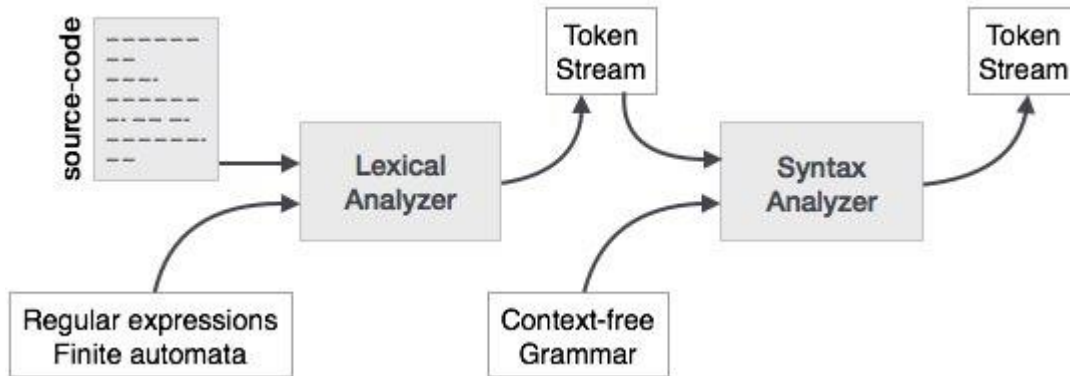 source-code
Token
Stream
Token
Stream
Lexical
Analyzer
Syntax
Analyzer
Regular expressions
Finite automata
Context-free
Grammar